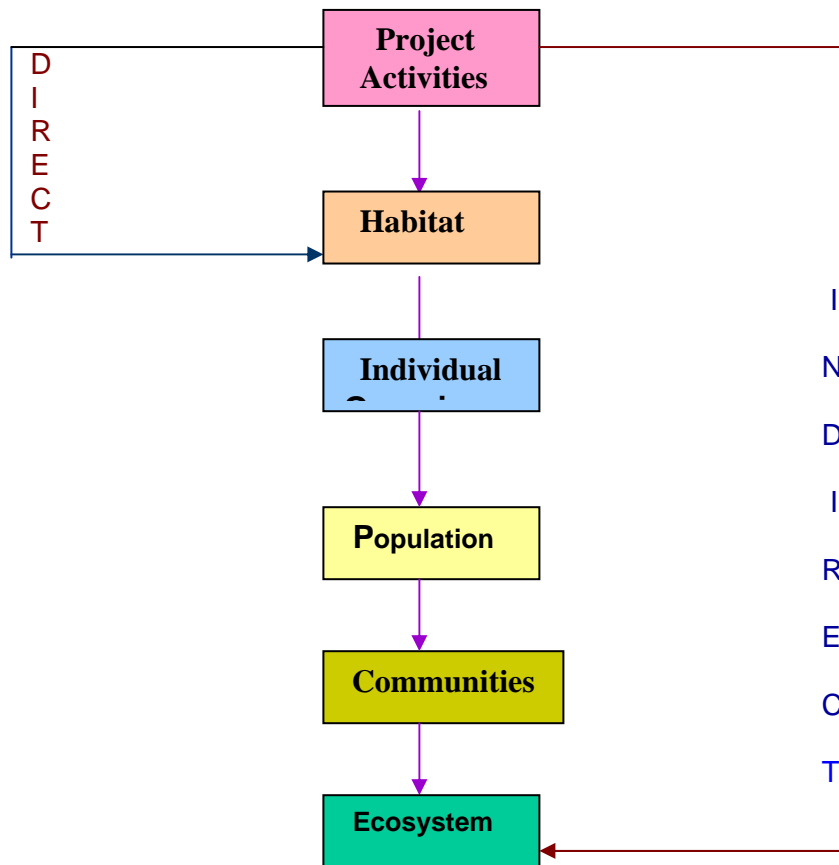 Project
Activities
D
I
R
E
C
T
Habitat
I
N
D
I
R
E
C
T
Individual
Population
Communities
Ecosystem